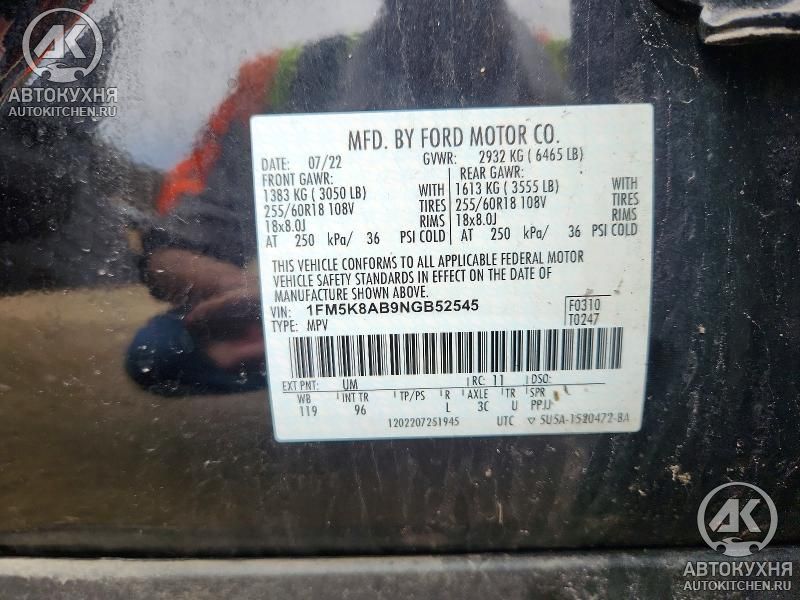 АК
АВТОКУХНЯ
AUTOKITCHEN.RU
MFD. BY FORD MOTOR CO.
DATE: 07/22 GVWR: 2932 KG ( 6465 LB)
FRONT GAWR: REAR GAWR:
1383 KG ( 3050 LB) WITH 1613 KG ( 3555 LB) WITH
255/60R18 108V TIRES 255/60R18 108V TIRES
18x8.0J RIMS 18x8.0J RIMS
AT 250 kPa/ 36 PSI COLD AT 250 kPa/ 36 PSI COLD
THIS VEHICLE CONFORMS TO ALL APPLICABLE FEDERAL MOTOR
VEHICLE SAFETY STANDARDS IN EFFECT ON THE DATE OF
MANUFACTURE SHOWN ABOVE.
VIN: 1FM5K8AB9NGB52545 F0310
TYPE: MPV T0247
EXT PNT: UM RC: 11 DSO:
WB INT TR TP/PS R AXLE TR SPR
119 96 L 3C U PPJJ
1202207251945 UTC ▽ 5U5A-1520472-BA
АК
АВТОКУХНЯ
AUTOKITCHEN.RU